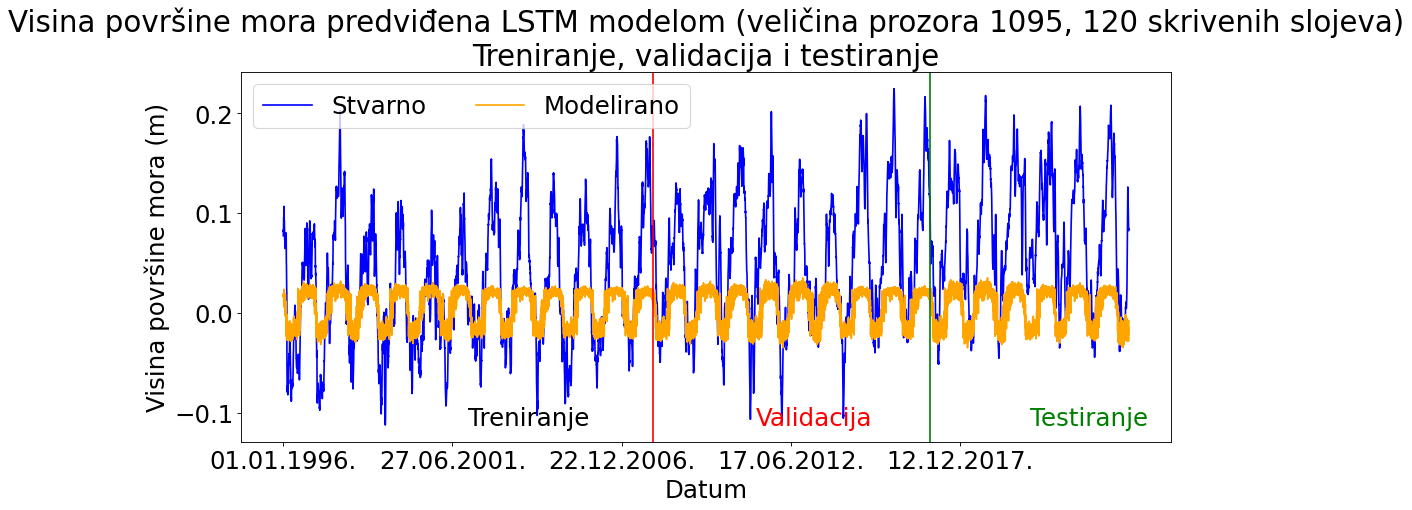 Visina površine mora predviđena LSTM modelom (veličina prozora 1095, 120 skrivenih slojeva)
Treniranje, validacija i testiranje
Stvarno Modelirano
Visina površine mora (m)
0.2
0.1
0.0
−0.1
Treniranje Validacija Testiranje
01.01.1996. 27.06.2001. 22.12.2006. 17.06.2012. 12.12.2017.
Datum